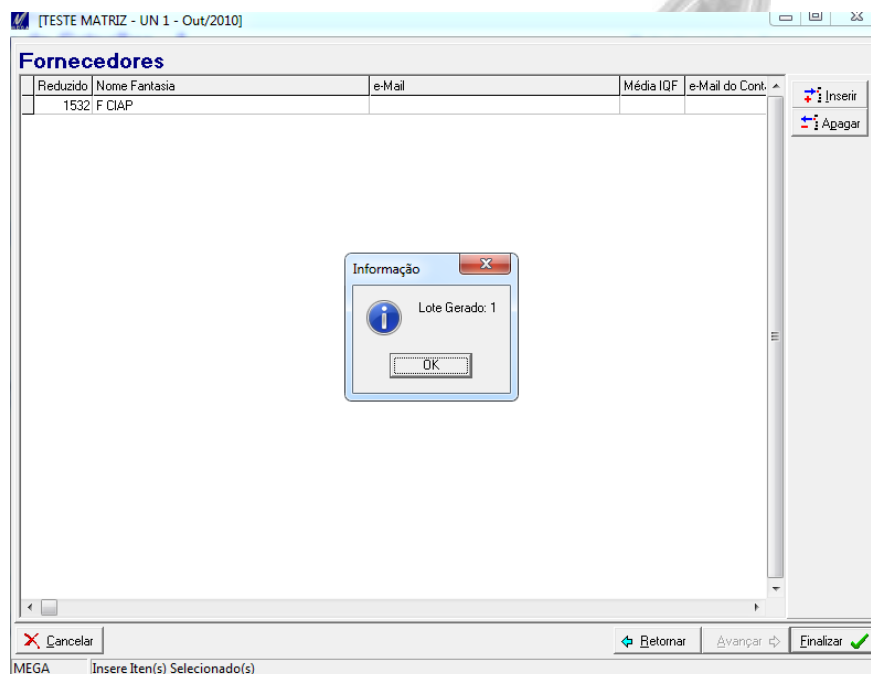 [TESTE MATRIZ - UN 1 - Out/2010]
Fornecedores
Reduzido Nome Fantasia e-Mail Média IQF e-Mail do Cont.
1532 F CIAP
Inserir
Apagar
Informação
Lote Gerado: 1
OK
Cancelar Retornar Avançar Finalizar
MEGA Insere Iten(s) Selecionado(s)